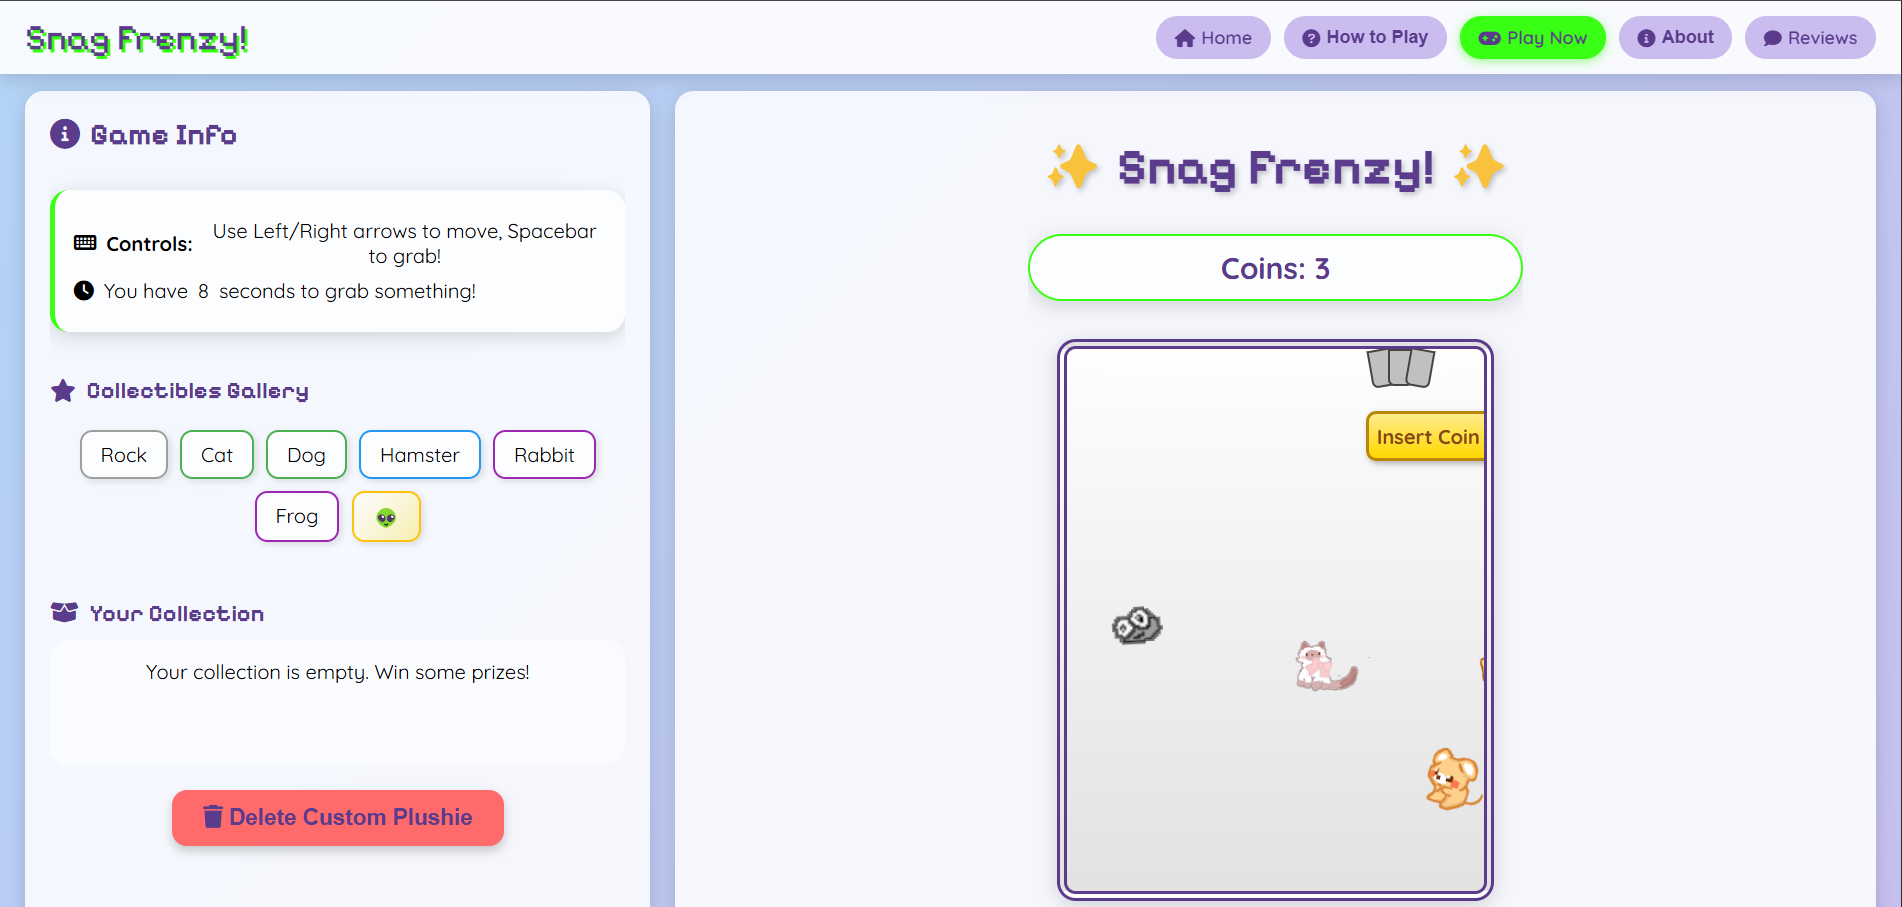 Snag Frenzy!
Home
How to Play
Play Now
About
Reviews
Game Info
Controls: Use Left/Right arrows to move, Spacebar
to grab!
You have 8 seconds to grab something!
Collectibles Gallery
Rock
Cat
Dog
Hamster
Rabbit
Frog
Your Collection
Your collection is empty. Win some prizes!
Delete Custom Plushie
Snag Frenzy!
Coins: 3
Insert Coin